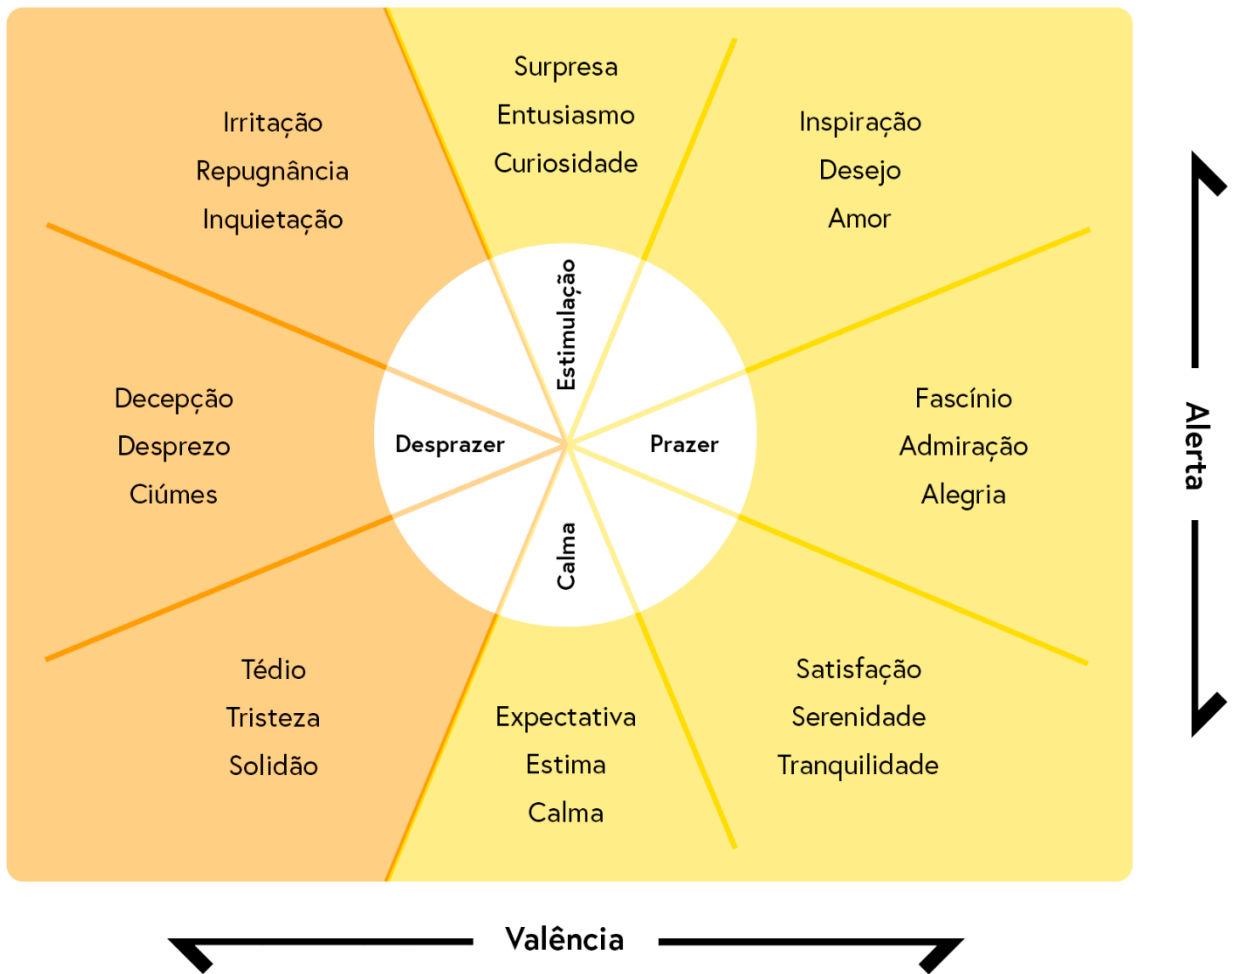 Surpresa
Entusiasmo
Curiosidade
Irritação
Repugnância
Inquietação
Inspiração
Desejo
Amor
Estimulação
Decepção
Desprezo
Ciúmes
Desprazer
Prazer
Fascínio
Admiração
Alegria
Alerta
Calma
Tédio
Tristeza
Solidão
Expectativa
Estima
Calma
Satisfação
Serenidade
Tranquilidade
Valência